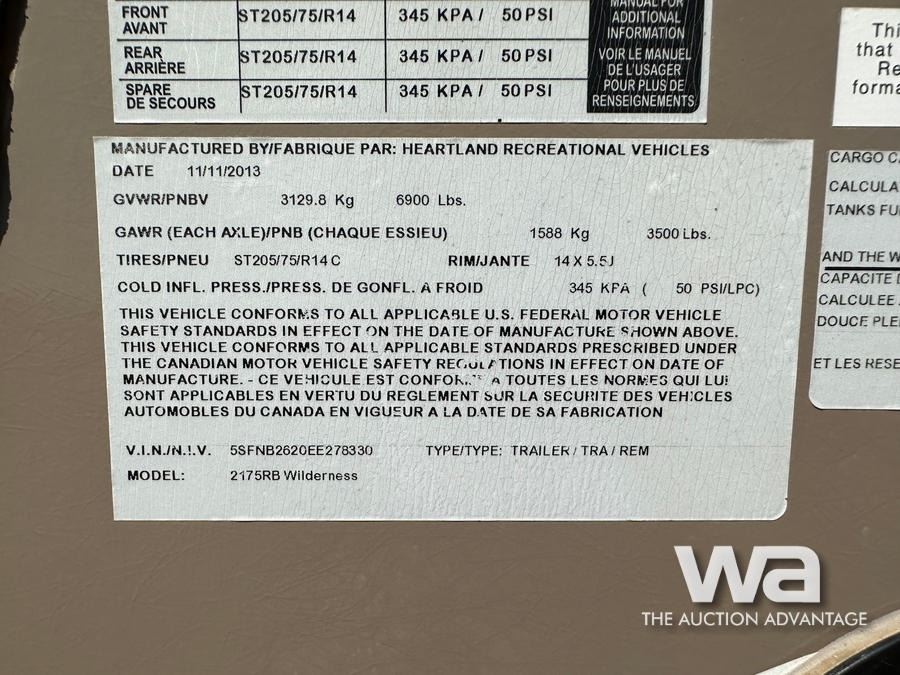 FRONT ST205/75/R14 345 KPA / 50 PSI
AVANT
REAR ST205/75/R14 345 KPA / 50 PSI
ARRIÈRE
SPARE ST205/75/R14 345 KPA / 50 PSI
DE SECOURS
MANUAL FOR
ADDITIONAL
INFORMATION
VOIR LE MANUEL
DE L'USAGER
POUR PLUS DE
RENSEIGNEMENTS
MANUFACTURED BY/FABRIQUE PAR: HEARTLAND RECREATIONAL VEHICLES
DATE 11/11/2013
GVWR/PNBV 3129.8 Kg 6900 Lbs.
GAWR (EACH AXLE)/PNB (CHAQUE ESSIEU) 1588 Kg 3500 Lbs.
TIRES/PNEU ST205/75/R14 C RIM/JANTE 14 X 5.5J
COLD INFL. PRESS./PRESS. DE GONFL. A FROID 345 KPA ( 50 PSI/LPC)
THIS VEHICLE CONFORMS TO ALL APPLICABLE U.S. FEDERAL MOTOR VEHICLE
SAFETY STANDARDS IN EFFECT ON THE DATE OF MANUFACTURE SHOWN ABOVE.
THIS VEHICLE CONFORMS TO ALL APPLICABLE STANDARDS PRESCRIBED UNDER
THE CANADIAN MOTOR VEHICLE SAFETY REGULATIONS IN EFFECT ON DATE OF
MANUFACTURE. - CE VEHICULE EST CONFORME A TOUTES LES NORMES QUI LUI
SONT APPLICABLES EN VERTU DU REGLEMENT SUR LA SECURITE DES VEHICLES
AUTOMOBILES DU CANADA EN VIGUEUR A LA DATE DE SA FABRICATION
V.I.N./N.I.V. 5SFNB2620EE278330 TYPE/TYPE: TRAILER / TRA / REM
MODEL: 2175RB Wilderness
Thi
that
Re
forma
CARGO C
CALCULA
TANKS FU
AND THE W
CAPACITE
CALCULEE
DOUCE PLE
ET LES RESE
wa
THE AUCTION ADVANTAGE